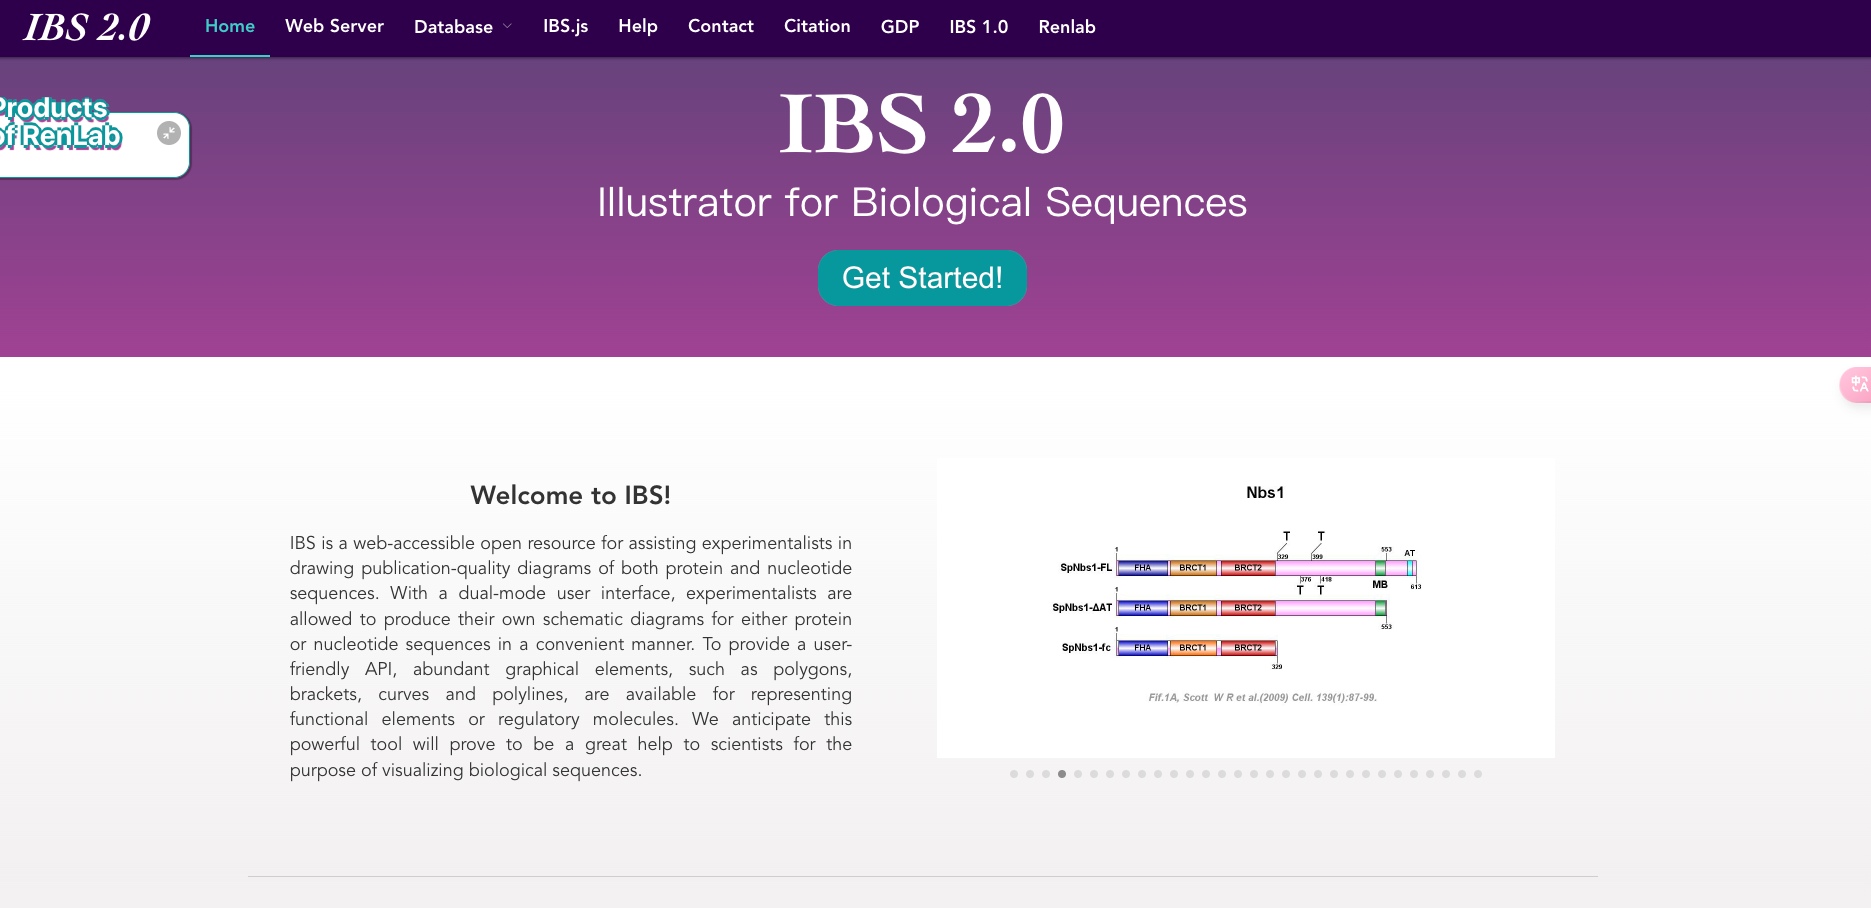 IBS 2.0
Home Web Server Database IBS.js Help Contact Citation GDP IBS 1.0 Renlab
Products
of RenLab
IBS 2.0
Illustrator for Biological Sequences
Get Started!
Welcome to IBS!
IBS is a web-accessible open resource for assisting experimentalists in
drawing publication-quality diagrams of both protein and nucleotide
sequences. With a dual-mode user interface, experimentalists are
allowed to produce their own schematic diagrams for either protein
or nucleotide sequences in a convenient manner. To provide a user-
friendly API, abundant graphical elements, such as polygons,
brackets, curves and polylines, are available for representing
functional elements or regulatory molecules. We anticipate this
powerful tool will prove to be a great help to scientists for the
purpose of visualizing biological sequences.
Nbs1
T T
1 329 399 553 AT
SpNbs1-FL FHA BRCT1 BRCT2
376 418 MB 613
T T
1
SpNbs1-ΔAT FHA BRCT1 BRCT2
553
1
SpNbs1-fc FHA BRCT1 BRCT2
329
Fif.1A, Scott W R et al.(2009) Cell. 139(1):87-99.
中
A